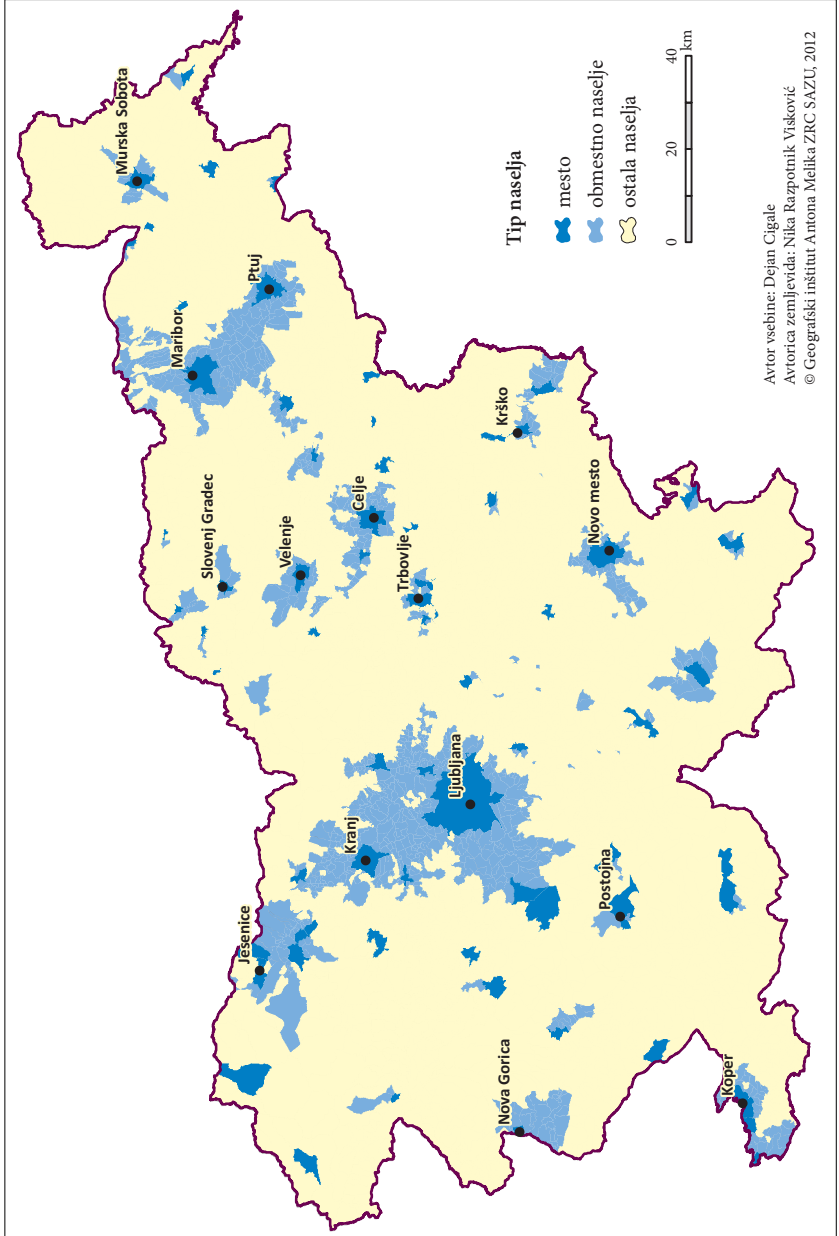 Murska Sobota
Maribor
Ptuj
Slovenj Gradec
Velenje
Celje
Trbovlje
Krško
Novo mesto
Jesenice
Kranj
Ljubljana
Postojna
Nova Gorica
Koper
Tip naselja
mesto
obmestno naselje
ostala naselja
0 20 40
km
Avtor vsebine: Dejan Cigale
Avtorica zemljevida: Nika Razpotnik Visković
© Geografski inštitut Antona Melika ZRC SAZU, 2012